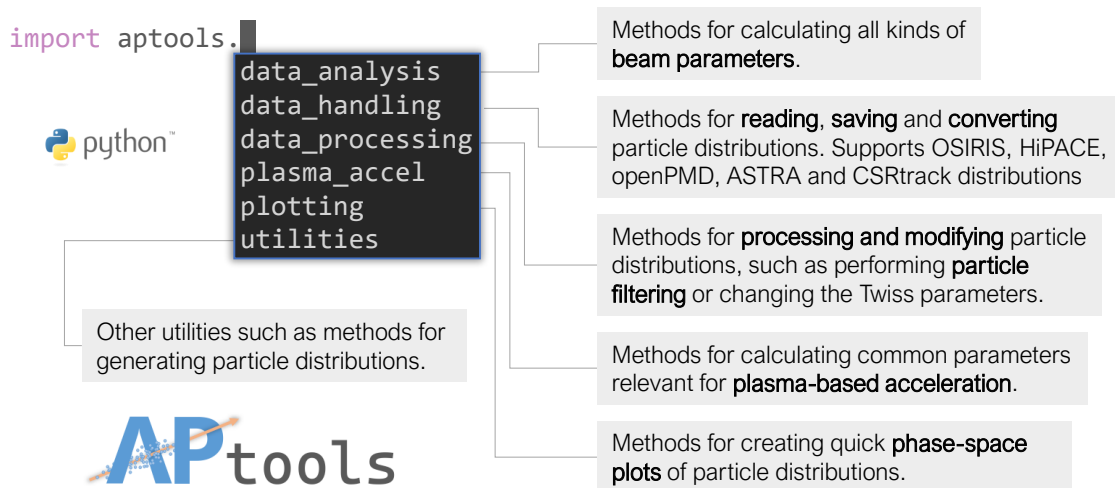 import aptools.
data_analysis
data_handling
data_processing
plasma_accel
plotting
utilities
python™
Methods for calculating all kinds of
beam parameters.
Methods for reading, saving and converting
particle distributions. Supports OSIRIS, HiPACE,
openPMD, ASTRA and CSRtrack distributions
Methods for processing and modifying particle
distributions, such as performing particle
filtering or changing the Twiss parameters.
Methods for calculating common parameters
relevant for plasma-based acceleration.
Methods for creating quick phase-space
plots of particle distributions.
Other utilities such as methods for
generating particle distributions.
APtools